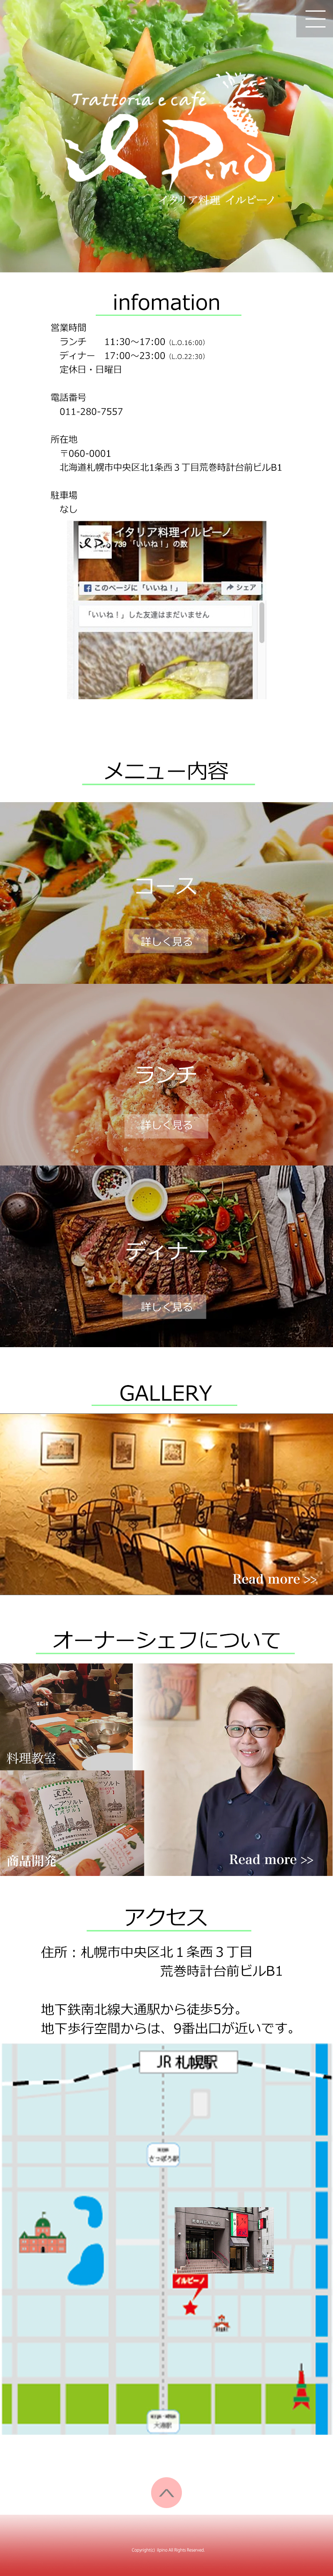 Trattoria e café
il Pino
イタリア料理 イルピーノ
infomation
営業時間
ランチ 11:30～17:00（L.O.16:00）
ディナー 17:00～23:00（L.O.22:30）
定休日・日曜日
電話番号
011-280-7557
所在地
〒060-0001
北海道札幌市中央区北1条西３丁目荒巻時計台前ビルB1
駐車場
なし
イタリア料理イルピーノ
739 「いいね！」の数
このページに「いいね！」
シェア
「いいね！」した友達はまだいません
メニュー内容
コース
詳しく見る
ランチ
詳しく見る
ディナー
詳しく見る
GALLERY
Read more >>.
オーナーシェフについて
料理教室
商品開発
Read more >>
アクセス
住所：札幌市中央区北１条西３丁目
荒巻時計台前ビルB1
地下鉄南北線大通駅から徒歩5分。
地下歩行空間からは、9番出口が近いです。
JR 札幌駅
さっぽろ駅
イルピーノ
大通駅
Copyright(c) ilpino All Rights Reserved.